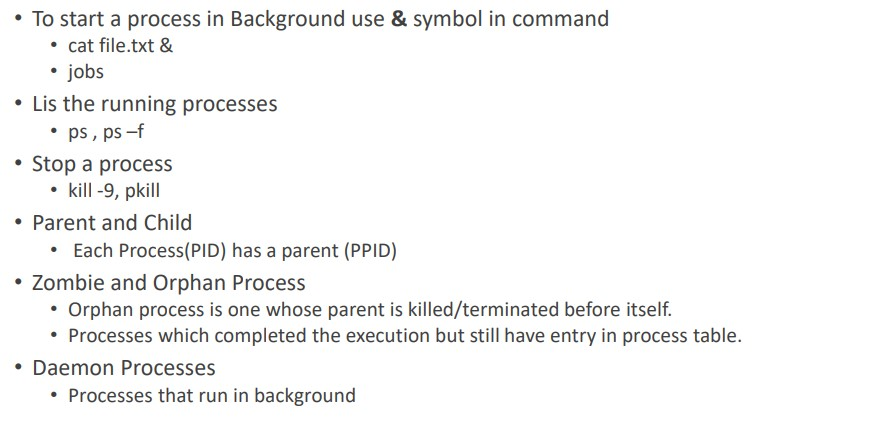 • To start a process in Background use & symbol in command
• cat file.txt &
• jobs
• Lis the running processes
• ps , ps –f
• Stop a process
• kill -9, pkill
• Parent and Child
• Each Process(PID) has a parent (PPID)
• Zombie and Orphan Process
• Orphan process is one whose parent is killed/terminated before itself.
• Processes which completed the execution but still have entry in process table.
• Daemon Processes
• Processes that run in background